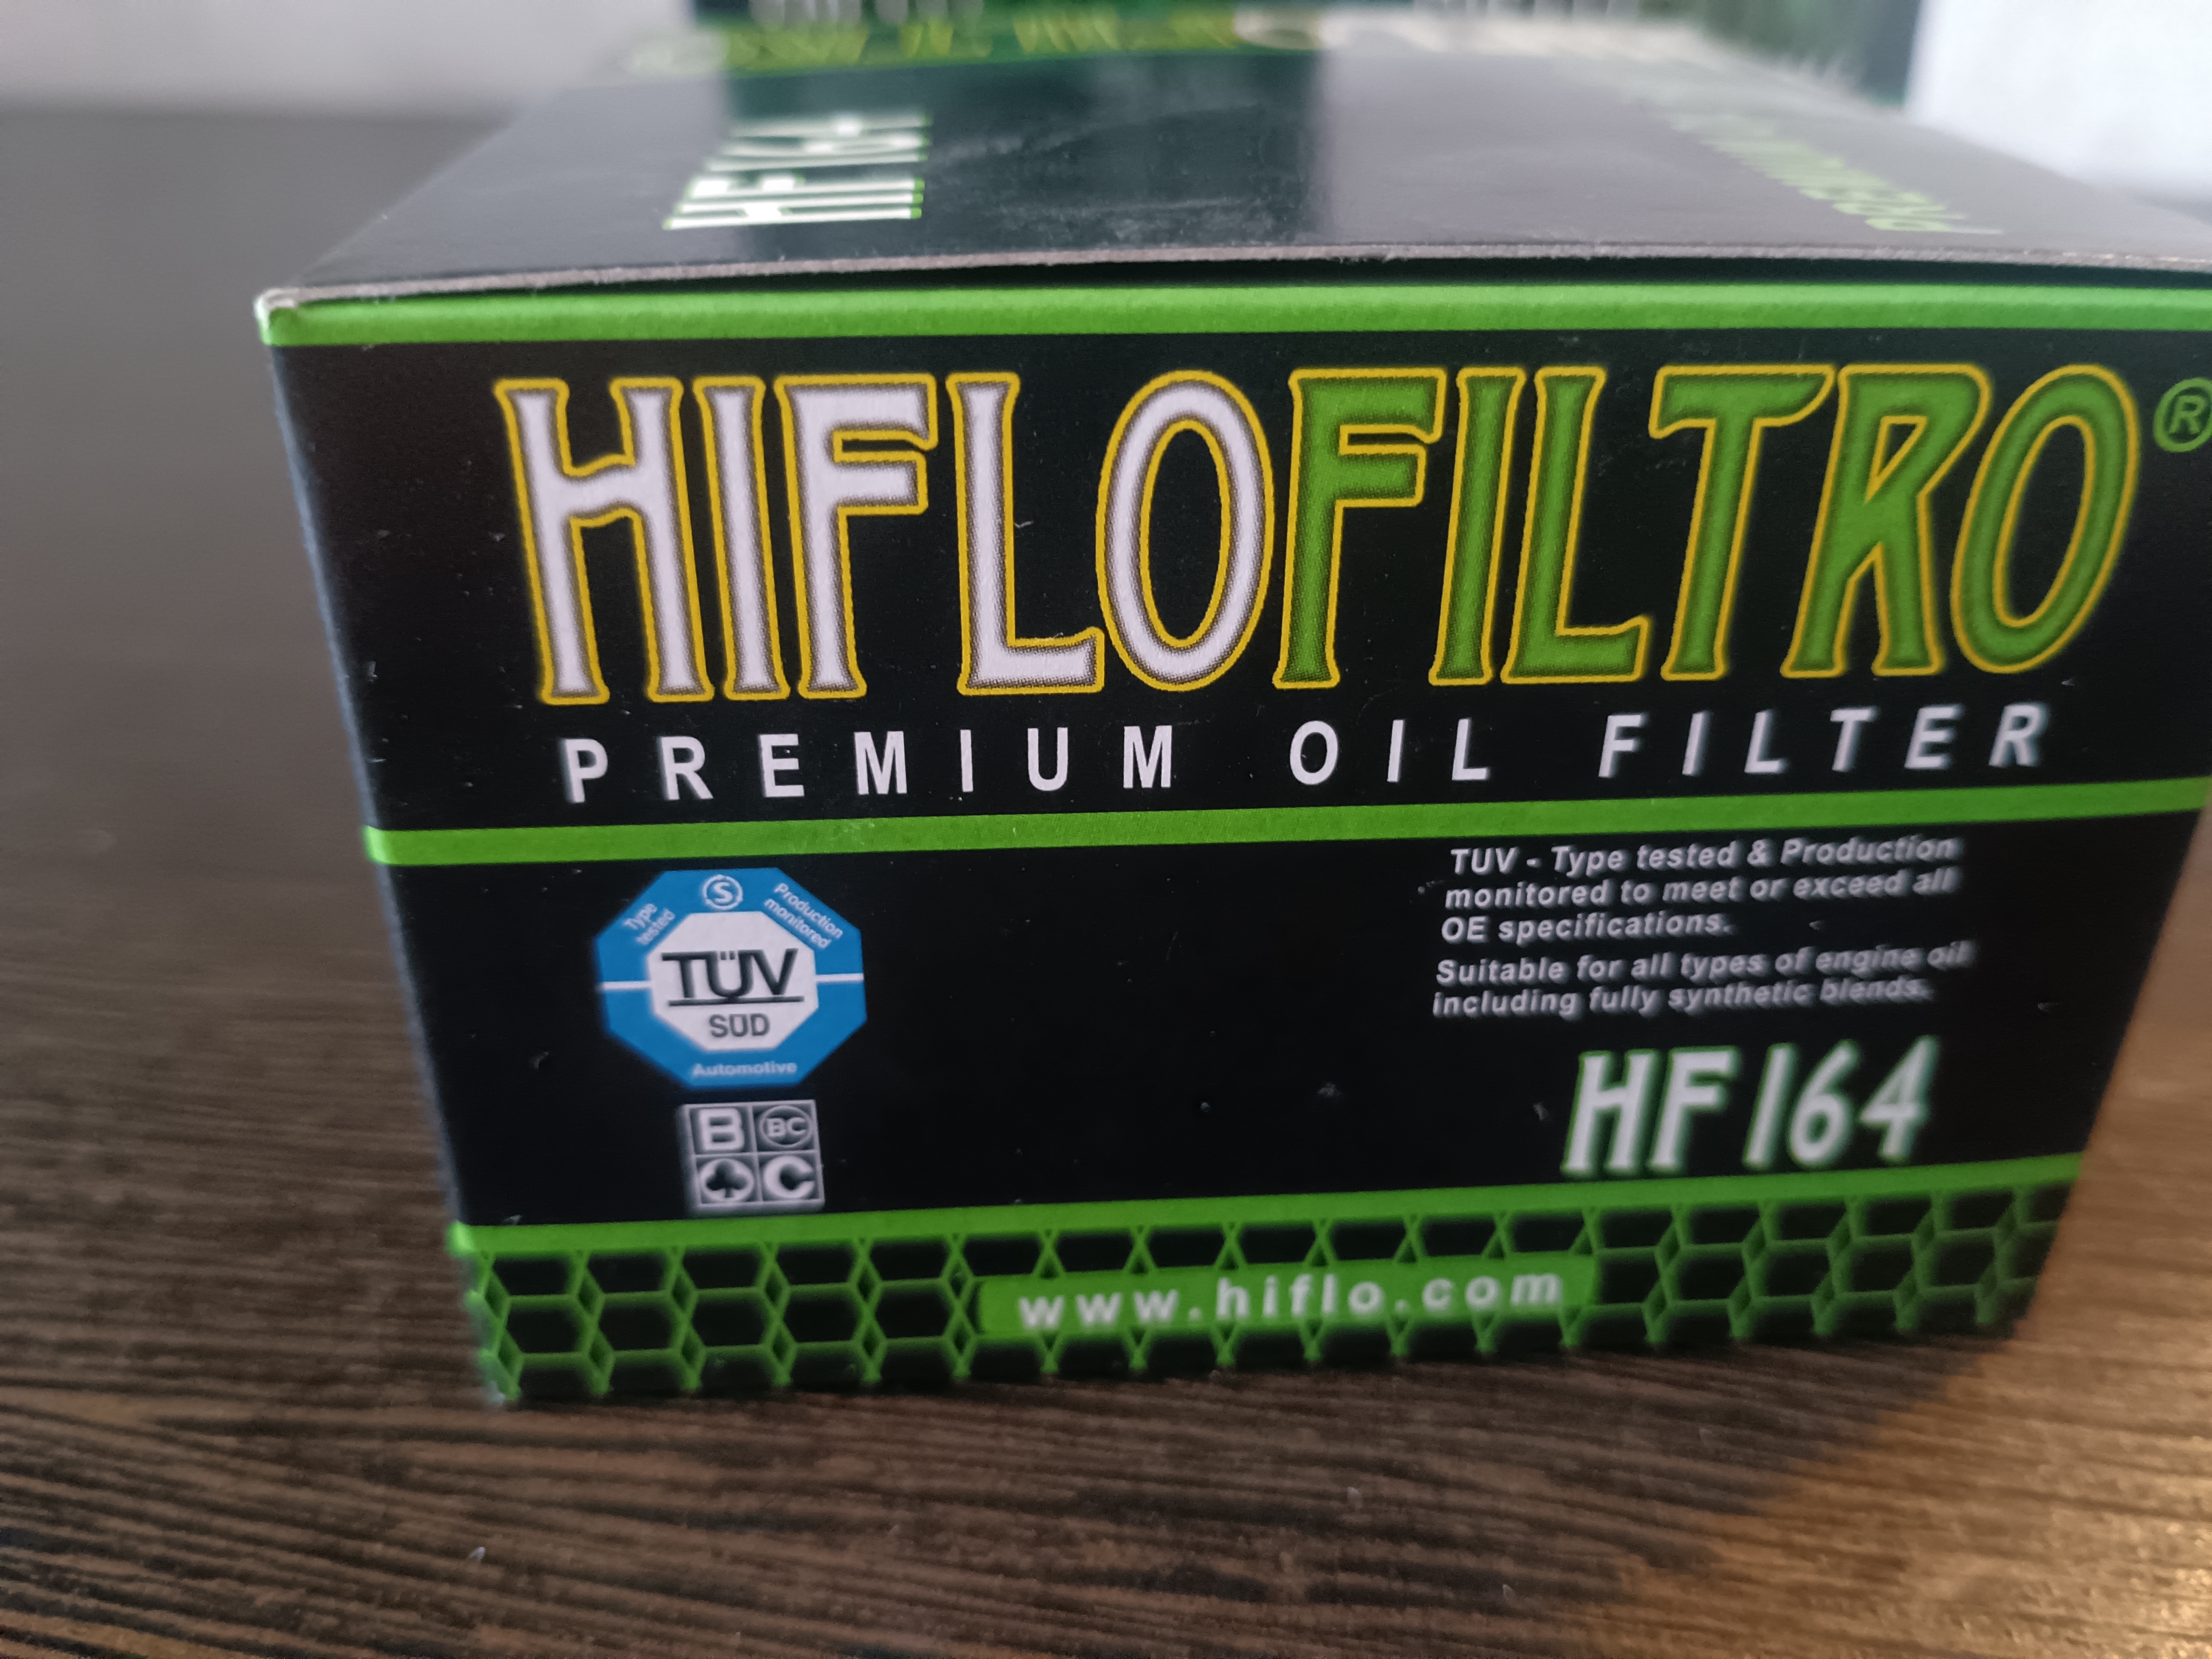 HF164
HIFLOFILTRO®
PREMIUM OIL FILTER
TUV - Type tested & Production
monitored to meet or exceed all
OE specifications.
Suitable for all types of engine oil
including fully synthetic blends.
Type
tested
S
Production
monitored
TÜV
SÜD
Automotive
B BC
C
HF164
www.hiflo.com